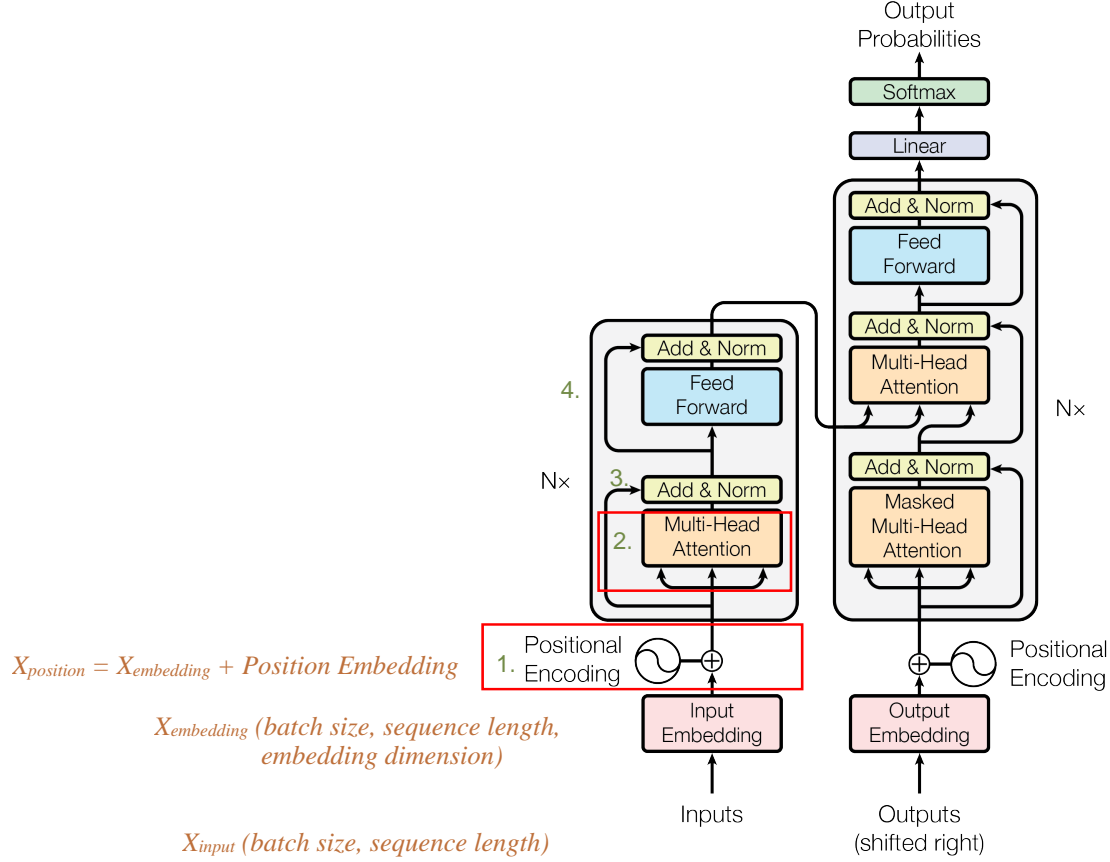 Output
Probabilities
Softmax
Linear
Add & Norm
Feed
Forward
Add & Norm
Multi-Head
Attention
N×
Add & Norm
Masked
Multi-Head
Attention
Add & Norm
4.
Feed
Forward
N×
3.
Add & Norm
2.
Multi-Head
Attention
1.
Positional
Encoding
Positional
Encoding
Xposition = Xembedding + Position Embedding
Input
Embedding
Output
Embedding
Xembedding (batch size, sequence length,
embedding dimension)
Inputs
Outputs
(shifted right)
Xinput (batch size, sequence length)